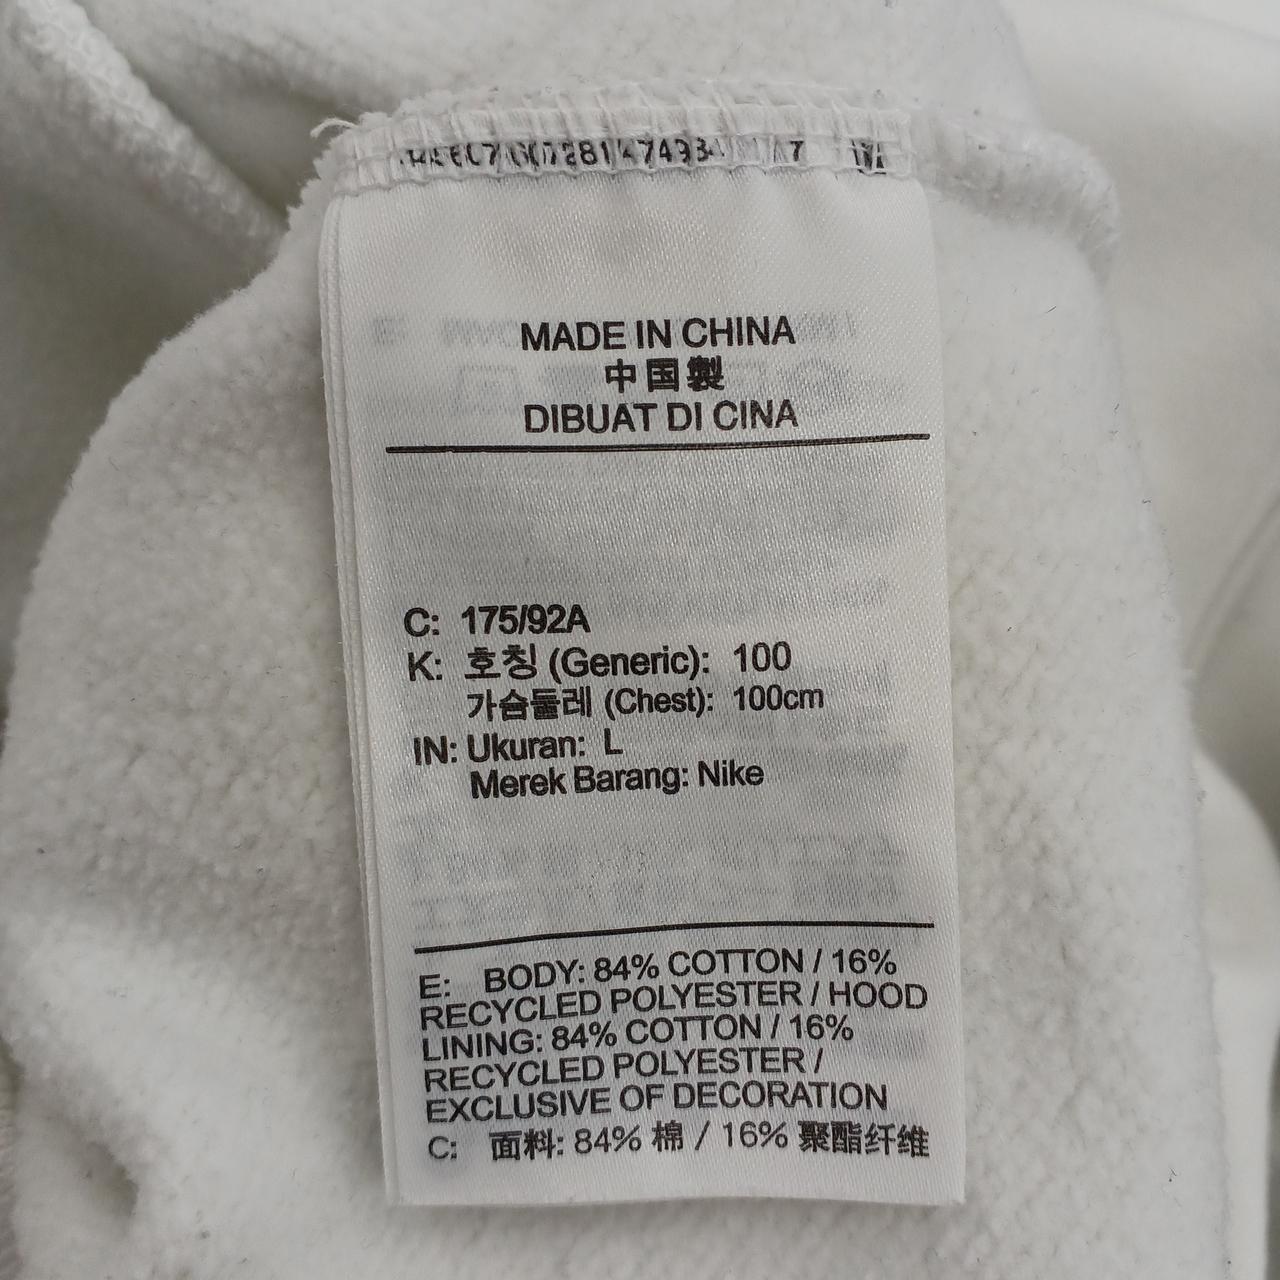 MADE IN CHINA
中国製
DIBUAT DI CINA
C: 175/92A
K: 호칭 (Generic): 100
가슴둘레 (Chest): 100cm
IN: Ukuran: L
Merek Barang: Nike
E: BODY: 84% COTTON / 16%
RECYCLED POLYESTER / HOOD
LINING: 84% COTTON / 16%
RECYCLED POLYESTER /
EXCLUSIVE OF DECORATION
C: 面料: 84% 棉 / 16% 聚酯纤维